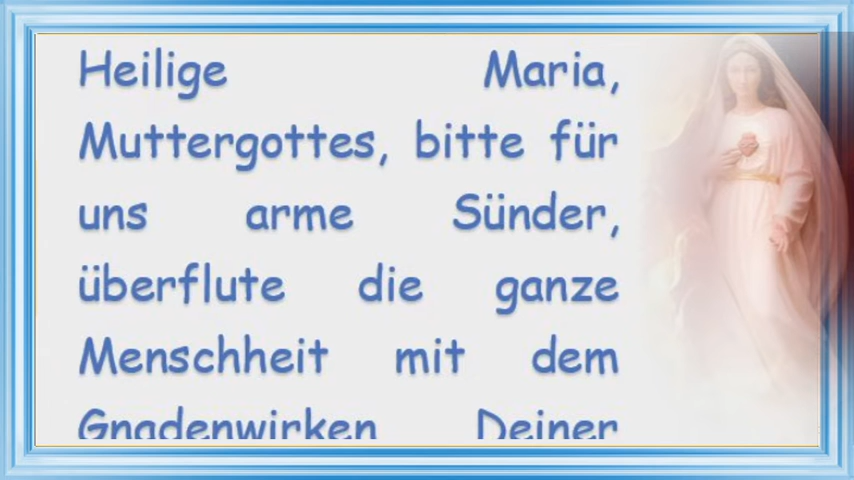 Heilige Maria,
Muttergottes, bitte für
uns arme Sünder,
überflute die ganze
Menschheit mit dem
Gnadenwirken Deiner